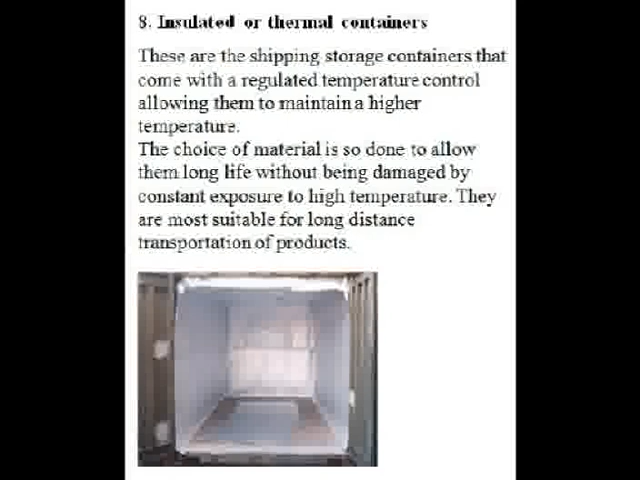 8. Insulated or thermal containers
These are the shipping storage containers that
come with a regulated temperature control
allowing them to maintain a higher
temperature.
The choice of material is so done to allow
them long life without being damaged by
constant exposure to high temperature. They
are most suitable for long distance
transportation of products.